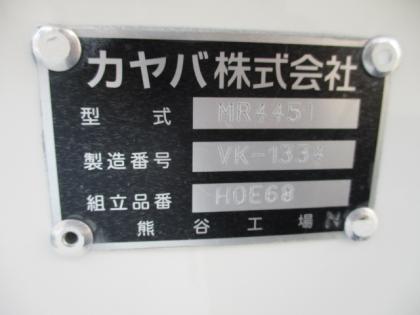 カヤバ株式会社
型式 MR4451
製造番号 VK-1334
組立品番 H0E68
熊谷工場 N